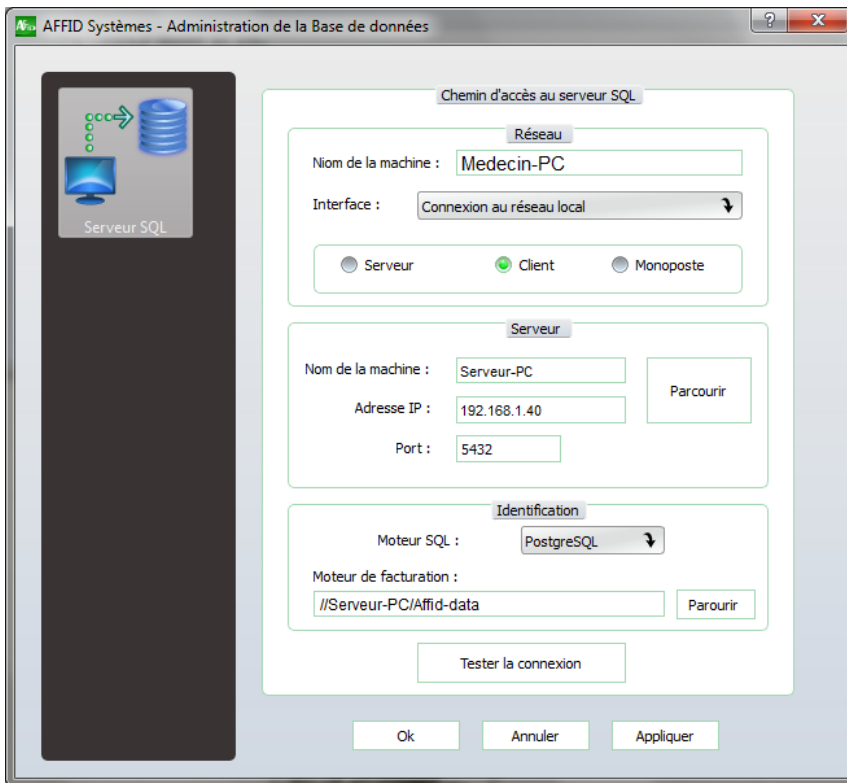 AFFID AFFID Systèmes - Administration de la Base de données
?
X
Serveur SQL
Chemin d'accès au serveur SQL
Réseau
Niom de la machine : Medecin-PC
Interface : Connexion au réseau local
Serveur Client Monoposte
Serveur
Nom de la machine : Serveur-PC
Parcourir
Adresse IP : 192.168.1.40
Port : 5432
Identification
Moteur SQL : PostgreSQL
Moteur de facturation :
//Serveur-PC/Affid-data Parourir
Tester la connexion
Ok Annuler Appliquer